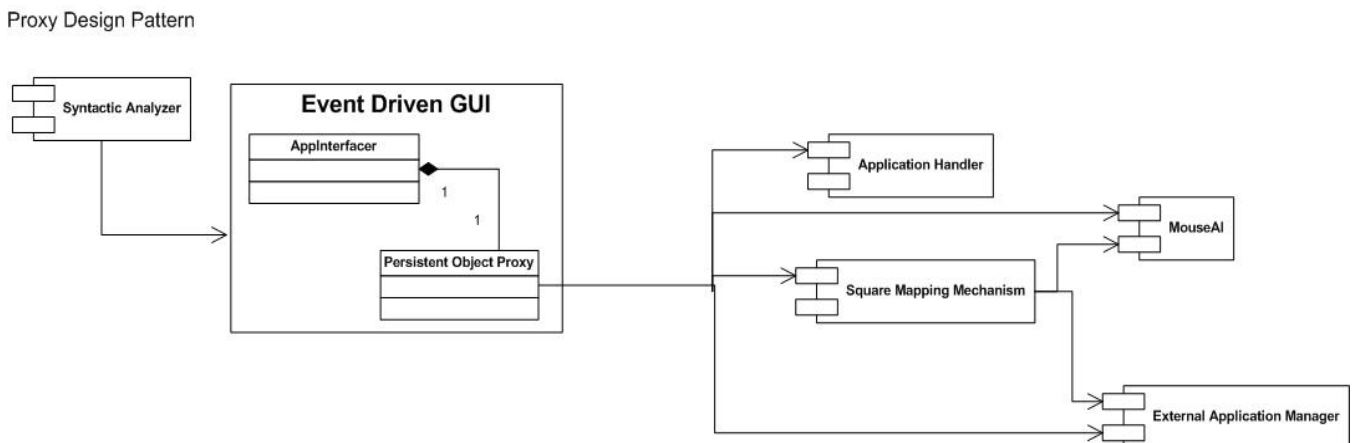 Proxy Design Pattern
Syntactic Analyzer
Event Driven GUI
AppInterfacer
1
1
Persistent Object Proxy
Application Handler
MouseAI
Square Mapping Mechanism
External Application Manager